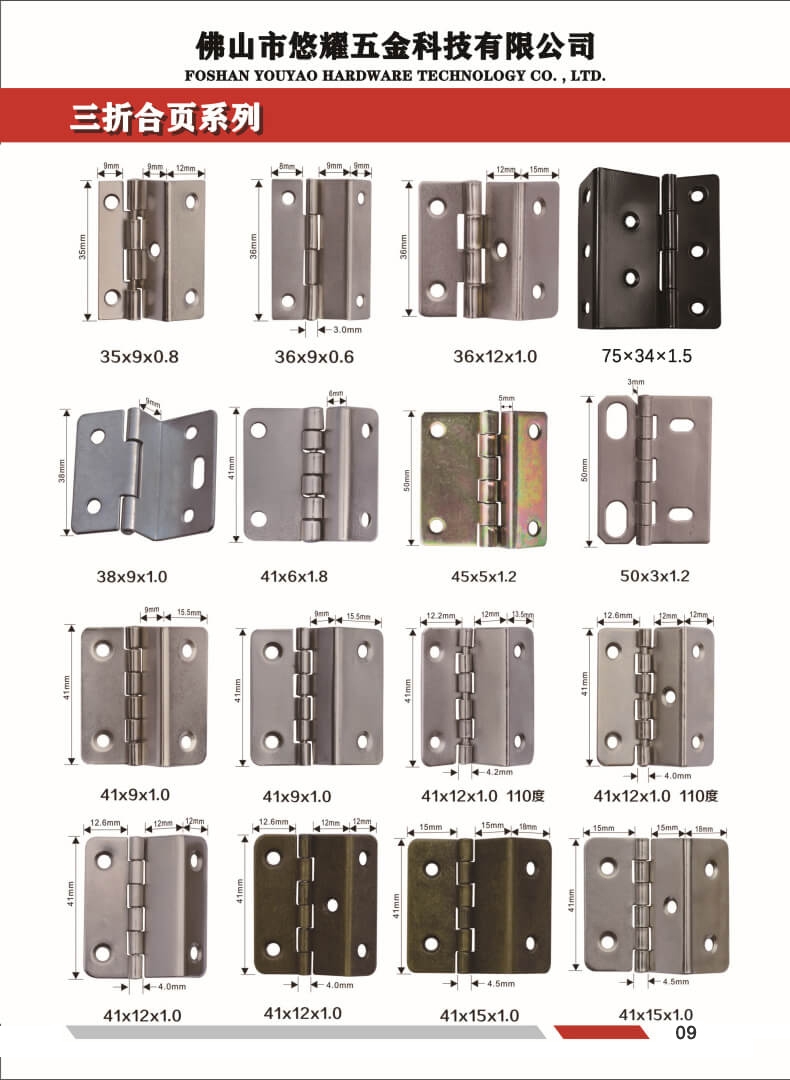 佛山市悠耀五金科技有限公司
FOSHAN YOUYAO HARDWARE TECHNOLOGY CO. , LTD.
三折合页系列
9mm 9mm 12mm 8mm 9mm 9mm 12mm 15mm
35mm 36mm 36mm
3.0mm
35x9x0.8 36x9x0.6 36x12x1.0 75×34×1.5
9mm 6mm 5mm 3mm
38mm 41mm 50mm 50mm
38x9x1.0 41x6x1.8 45x5x1.2 50x3x1.2
9mm 15.5mm 9mm 15.5mm 12.2mm 12mm 13.5mm 12.6mm 12mm 12mm
41mm 41mm 41mm 41mm
4.2mm 4.0mm
41x9x1.0 41x9x1.0 41x12x1.0 110度 41x12x1.0 110度
12.6mm 12mm 12mm 12.6mm 12mm 12mm 15mm 15mm 18mm 15mm 15mm 18mm
41mm 41mm 41mm 41mm
4.0mm 4.0mm 4.5mm 4.5mm
41x12x1.0 41x12x1.0 41x15x1.0 41x15x1.0
09